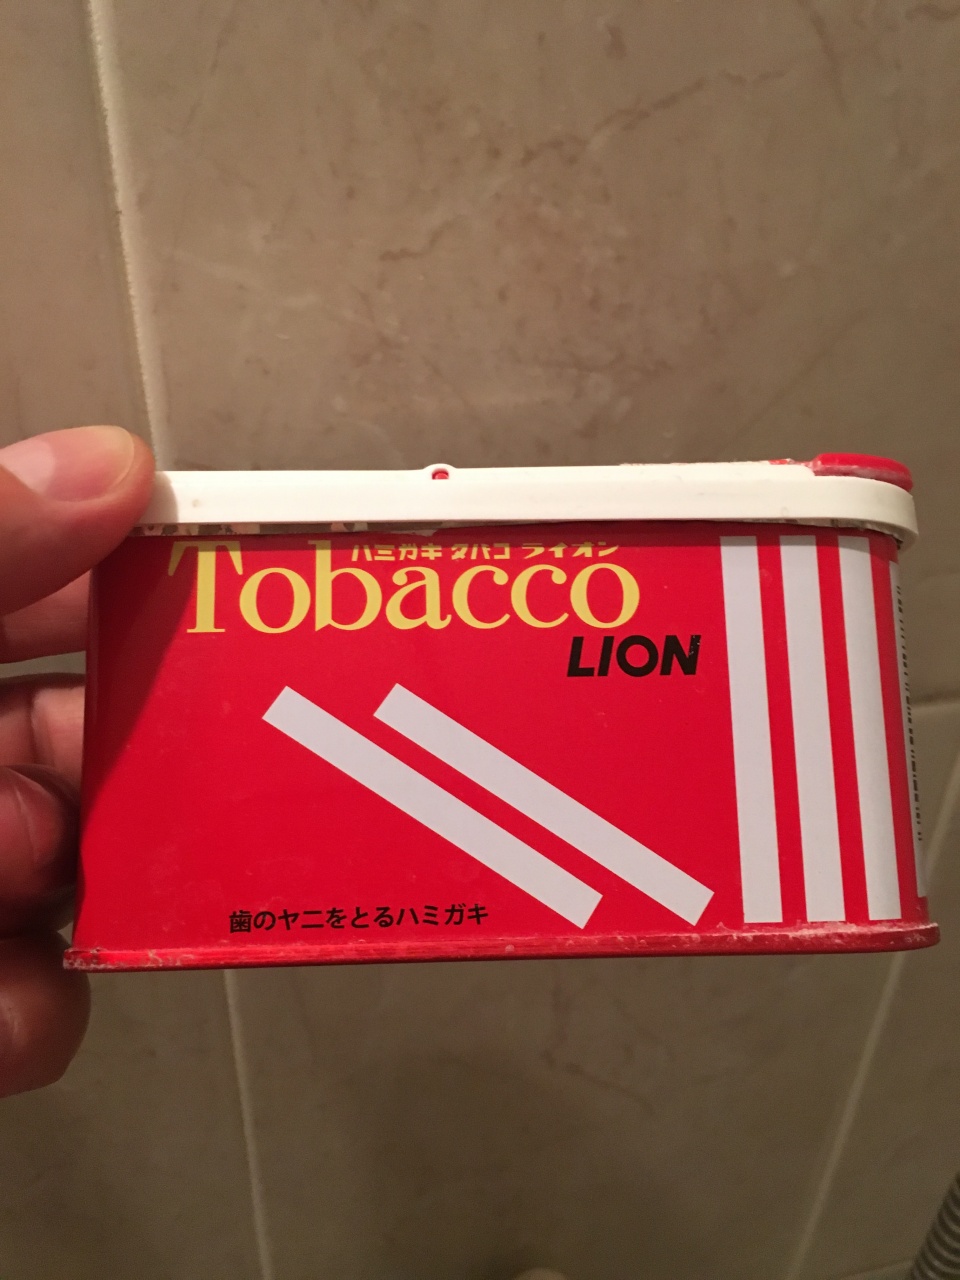 ハミガキ タバコ ライオン
Tobacco
LION
歯のヤニをとるハミガキ